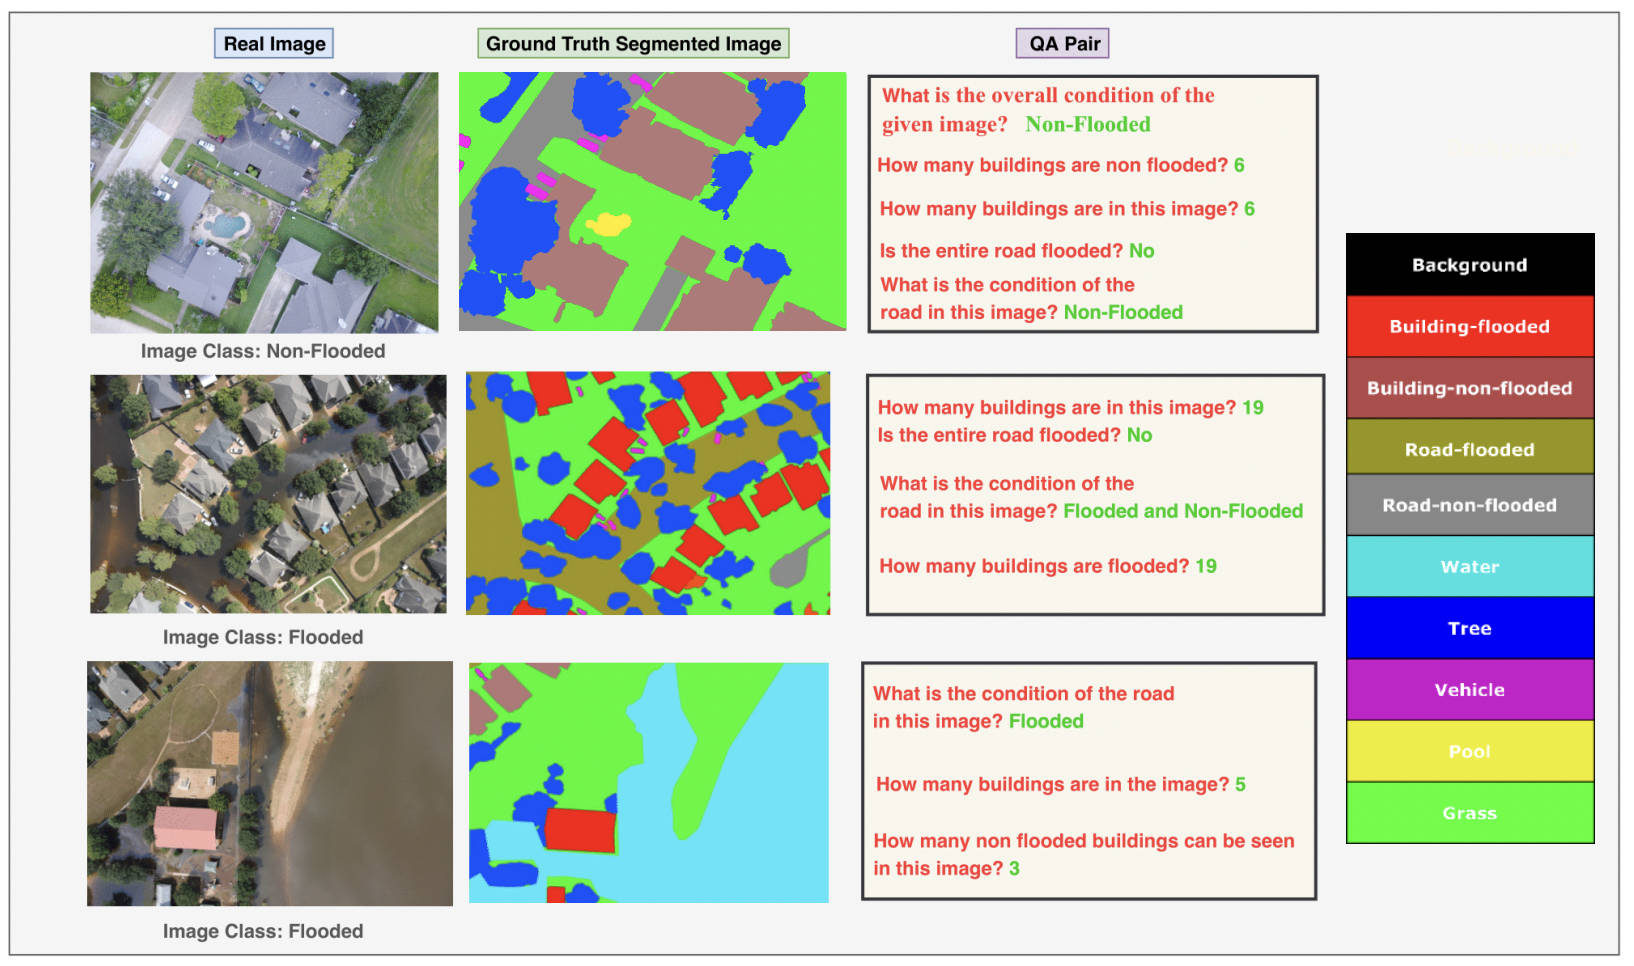 Real Image
Ground Truth Segmented Image
QA Pair
What is the overall condition of the
given image? Non-Flooded
How many buildings are non flooded? 6
How many buildings are in this image? 6
Is the entire road flooded? No
What is the condition of the
road in this image? Non-Flooded
Image Class: Non-Flooded
How many buildings are in this image? 19
Is the entire road flooded? No
What is the condition of the
road in this image? Flooded and Non-Flooded
How many buildings are flooded? 19
Image Class: Flooded
What is the condition of the road
in this image? Flooded
How many buildings are in the image? 5
How many non flooded buildings can be seen
in this image? 3
Image Class: Flooded
Background
Building-flooded
Building-non-flooded
Road-flooded
Road-non-flooded
Water
Tree
Vehicle
Pool
Grass